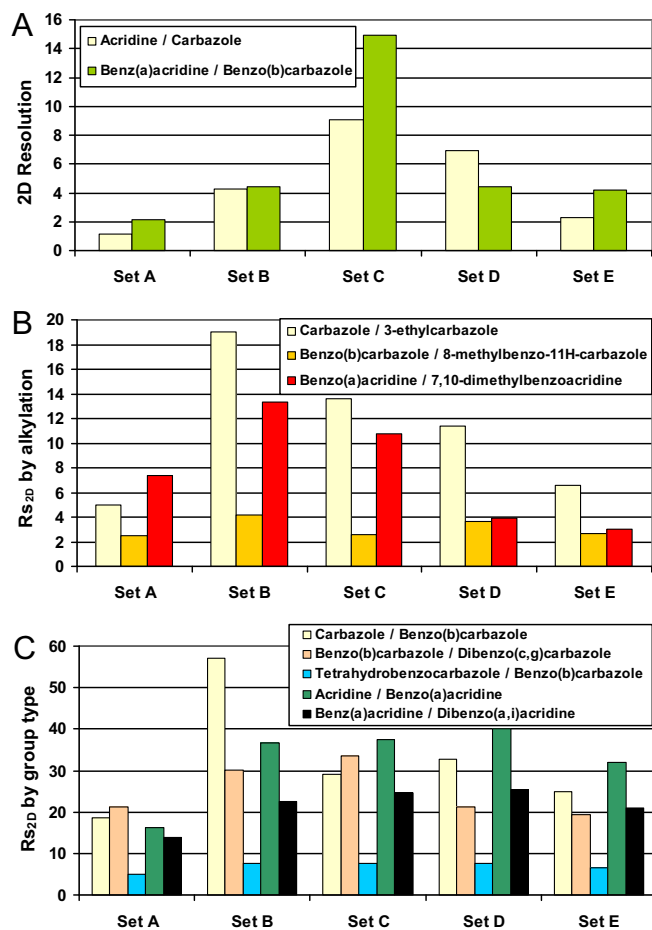 A
2D Resolution
16
14
12
10
8
6
4
2
0
Acridine / Carbazole
Benz(a)acridine / Benzo(b)carbazole
Set A Set B Set C Set D Set E
B
Rs2D by alkylation
20
18
16
14
12
10
8
6
4
2
0
Carbazole / 3-ethylcarbazole
Benzo(b)carbazole / 8-methylbenzo-11H-carbazole
Benzo(a)acridine / 7,10-dimethylbenzoacridine
Set A Set B Set C Set D Set E
C
Rs2D by group type
60
50
40
30
20
10
0
Carbazole / Benzo(b)carbazole
Benzo(b)carbazole / Dibenzo(c,g)carbazole
Tetrahydrobenzocarbazole / Benzo(b)carbazole
Acridine / Benzo(a)acridine
Benz(a)acridine / Dibenzo(a,i)acridine
Set A Set B Set C Set D Set E